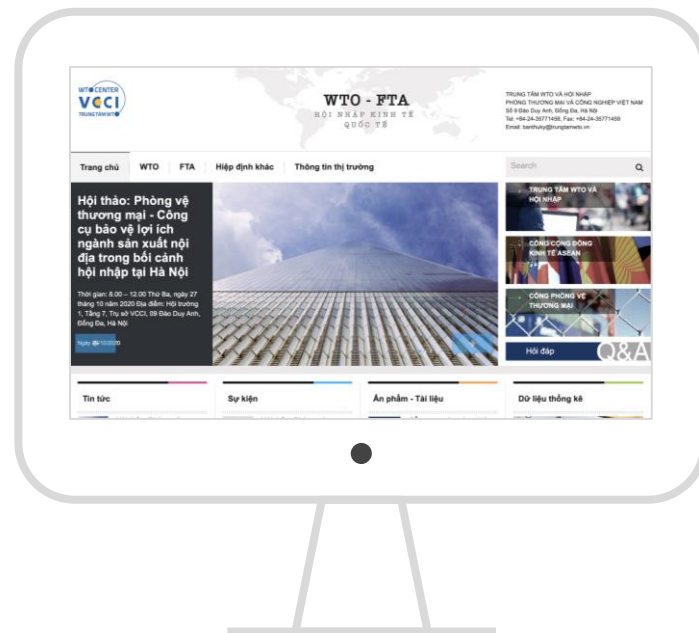 WTO CENTER
VCCI
TRUNGTAMWTO
WTO - FTA
HỘI NHẬP KINH TẾ
QUỐC TẾ
TRUNG TÂM WTO VÀ HỘI NHẬP
PHÒNG THƯƠNG MẠI VÀ CÔNG NGHIỆP VIỆT NAM
Số 9 Đào Duy Anh, Đống Đa, Hà Nội
Tel: +84-24-35771458, Fax: +84-24-35771459
Email: banthuky@trungtamwto.vn
Trang chủ WTO FTA Hiệp định khác Thông tin thị trường
Search
Hội thảo: Phòng vệ
thương mại - Công
cụ bảo vệ lợi ích
ngành sản xuất nội
địa trong bối cảnh
hội nhập tại Hà Nội
Thời gian: 8.00 – 12.00 Thứ Ba, ngày 27
tháng 10 năm 2020 Địa điểm: Hội trường
1, Tầng 7, Trụ sở VCCI, 09 Đào Duy Anh,
Đống Đa, Hà Nội
Ngày
TRUNG TÂM WTO VÀ
HỘI NHẬP
CỔNG CỘNG ĐỒNG
KINH TẾ ASEAN
CỔNG PHÒNG VỆ
THƯƠNG MẠI
Hỏi đáp Q&A
Tin tức
Sự kiện
Ấn phẩm - Tài liệu
Dữ liệu thống kê